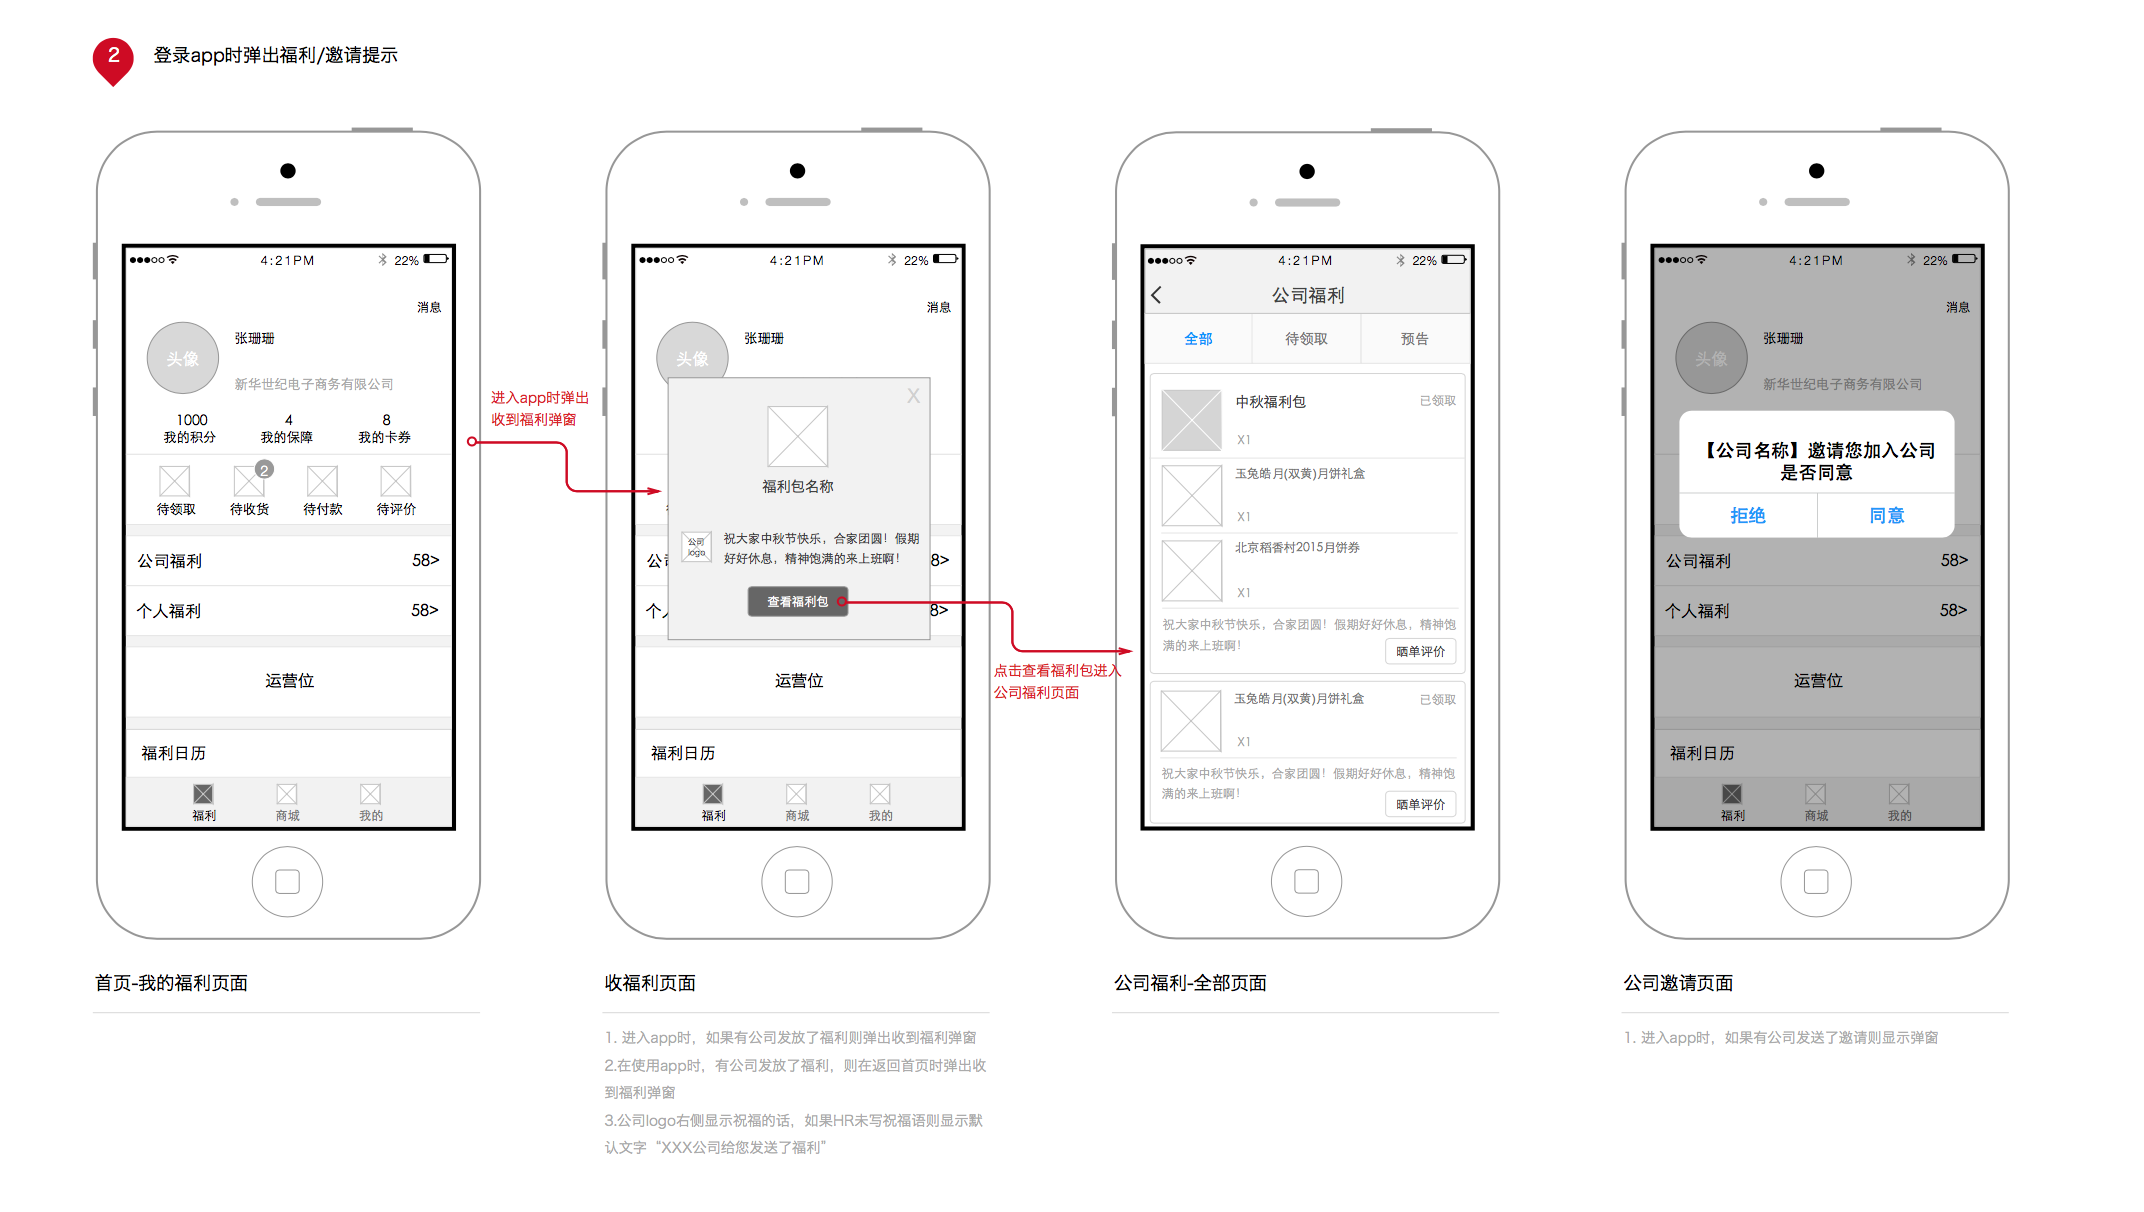 2
登录app时弹出福利/邀请提示
4:21PM
22%
消息
头像
张珊珊
新华世纪电子商务有限公司
1000
4
8
我的积分
我的保障
我的卡券
2
待领取
待收货
待付款
待评价
公司福利
58>
个人福利
58>
运营位
福利日历
福利
商城
我的
首页-我的福利页面
进入app时弹出
收到福利弹窗
4:21PM
22%
消息
头像
张珊珊
X
福利包名称
公司
logo
祝大家中秋节快乐，合家团圆！假期
好好休息，精神饱满的来上班啊！
查看福利包
8>
个人
8>
运营位
福利日历
福利
商城
我的
收福利页面
1. 进入app时，如果有公司发放了福利则弹出收到福利弹窗
2.在使用app时，有公司发放了福利，则在返回首页时弹出收
到福利弹窗
3.公司logo右侧显示祝福的话，如果HR未写祝福语则显示默
认文字“XXX公司给您发送了福利”
点击查看福利包进入
公司福利页面
4:21PM
22%
公司福利
全部
待领取
预告
中秋福利包
已领取
X1
玉兔皓月(双黄)月饼礼盒
X1
北京稻香村2015月饼券
X1
祝大家中秋节快乐，合家团圆！假期好好休息，精神饱
满的来上班啊！
晒单评价
玉兔皓月(双黄)月饼礼盒
已领取
X1
祝大家中秋节快乐，合家团圆！假期好好休息，精神饱
满的来上班啊！
晒单评价
公司福利-全部页面
4:21PM
22%
消息
头像
张珊珊
新华世纪电子商务有限公司
【公司名称】邀请您加入公司
是否同意
拒绝
同意
公司福利
58>
个人福利
58>
运营位
福利日历
福利
商城
我的
公司邀请页面
1. 进入app时，如果有公司发送了邀请则显示弹窗